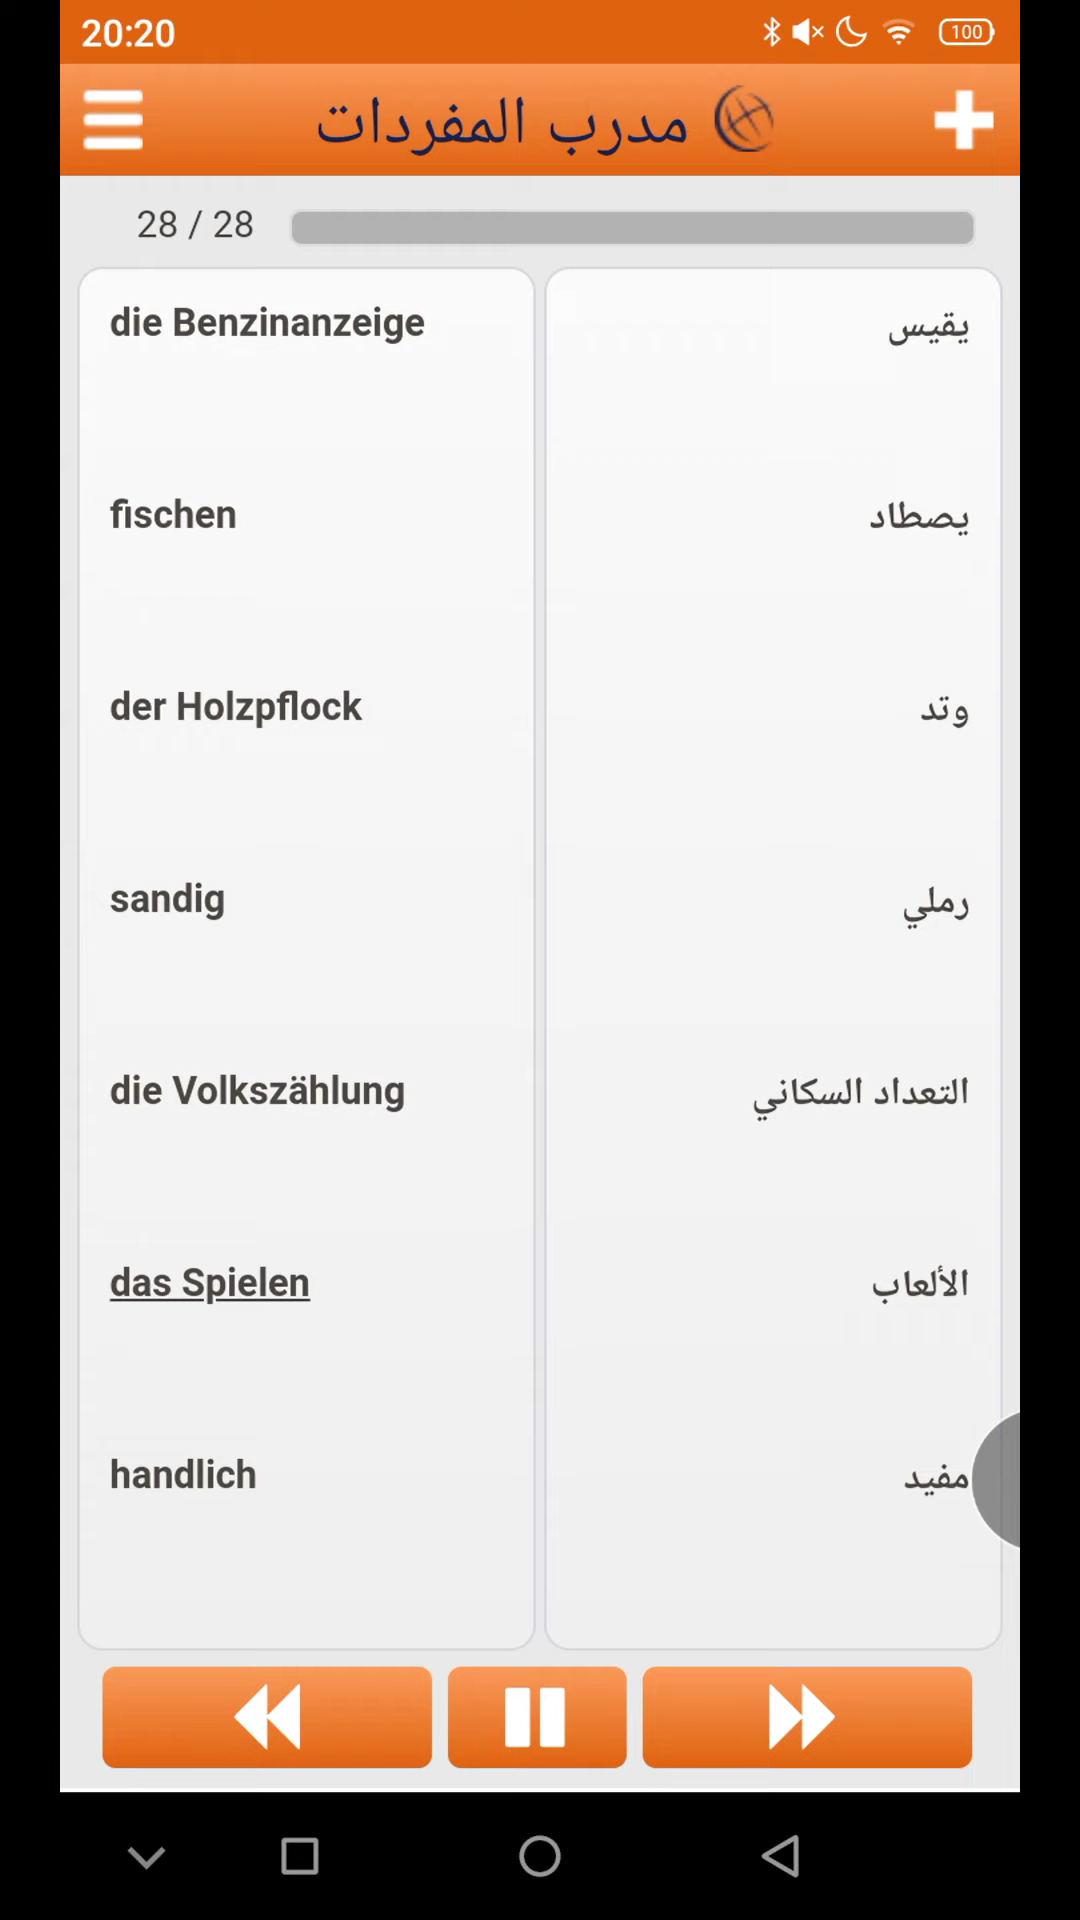 20:20
100
مدرب المفردات
28 / 28
die Benzinanzeige
يقيس
fischen
يصطاد
der Holzpflock
وتد
sandig
رملي
die Volkszählung
التعداد السكاني
das Spielen
الألعاب
handlich
مفيد